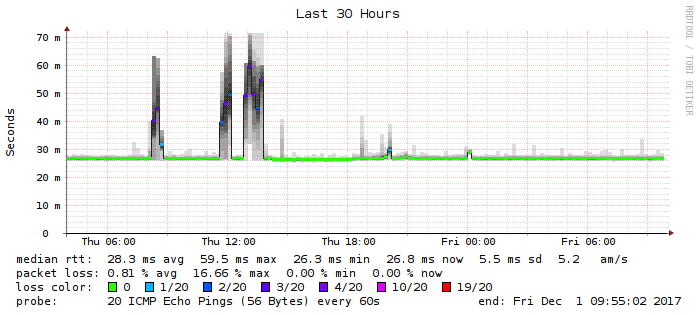 Last 30 Hours
RRDTOOL / TOBI OETIKER
Seconds
70 m
60 m
50 m
40 m
30 m
20 m
10 m
0
Thu 06:00 Thu 12:00 Thu 18:00 Fri 00:00 Fri 06:00
median rtt: 28.3 ms avg 59.5 ms max 26.3 ms min 26.8 ms now 5.5 ms sd 5.2 am/s
packet loss: 0.81 % avg 16.66 % max 0.00 % min 0.00 % now
loss color: 0 1/20 2/20 3/20 4/20 10/20 19/20
probe: 20 ICMP Echo Pings (56 Bytes) every 60s end: Fri Dec 1 09:55:02 2017